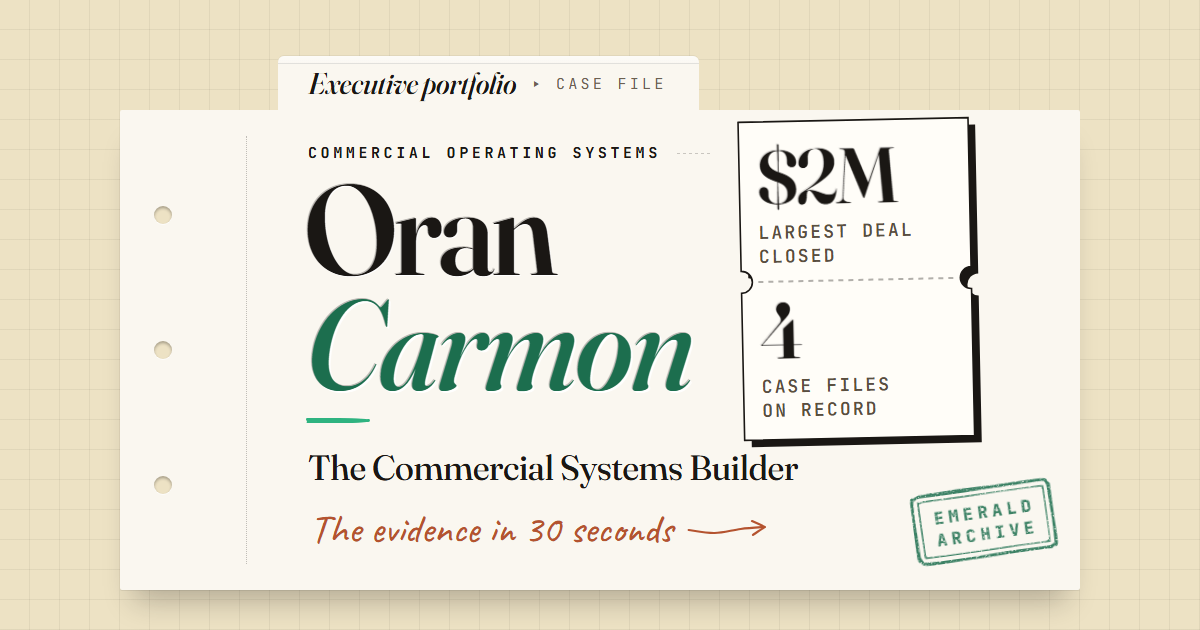 Executive portfolio ▸ CASE FILE
COMMERCIAL OPERATING SYSTEMS
Oran
Carmon
The Commercial Systems Builder
The evidence in 30 seconds
$2M
LARGEST DEAL
CLOSED
4
CASE FILES
ON RECORD
EMERALD
ARCHIVE